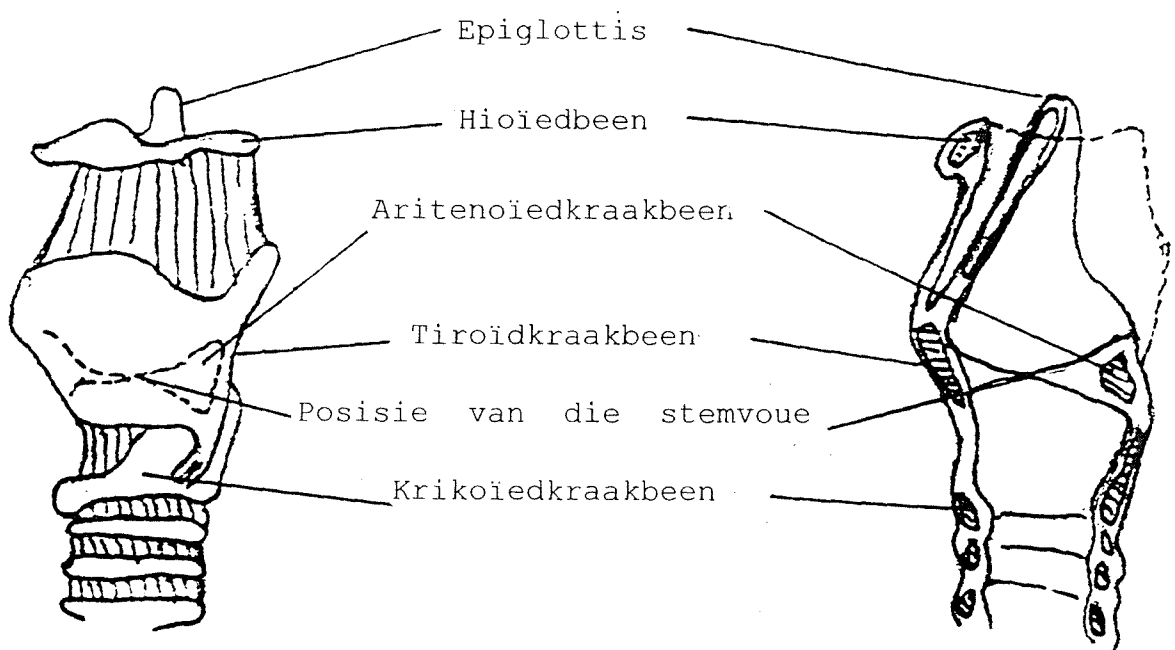 Epiglottis
Hioïedbeen
Aritenoïedkraakbeen
Tiroïdkraakbeen
Posisie van die stemvoue
Krikoïedkraakbeen